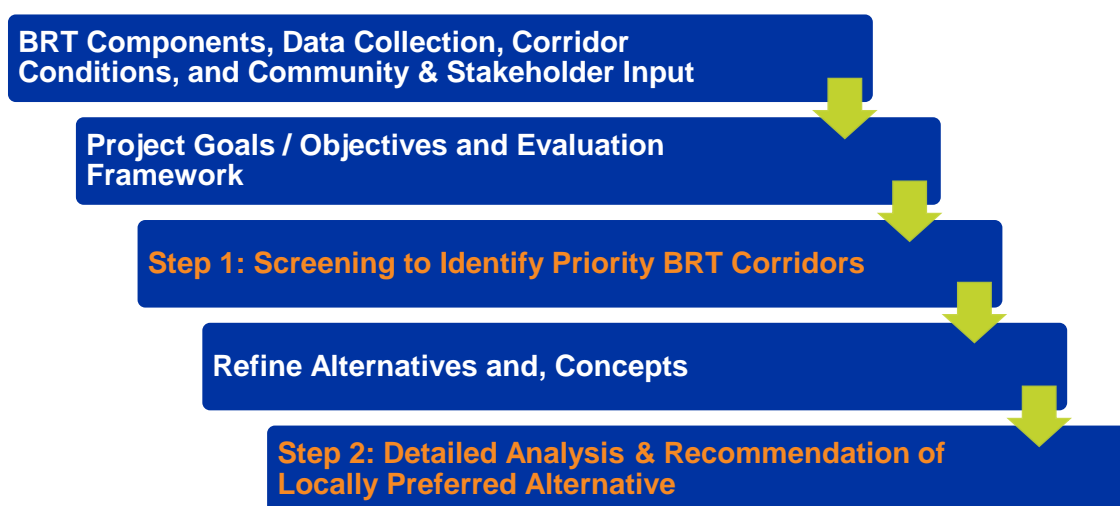 BRT Components, Data Collection, Corridor
Conditions, and Community & Stakeholder Input
Project Goals / Objectives and Evaluation
Framework
Step 1: Screening to Identify Priority BRT Corridors
Refine Alternatives and, Concepts
Step 2: Detailed Analysis & Recommendation of
Locally Preferred Alternative